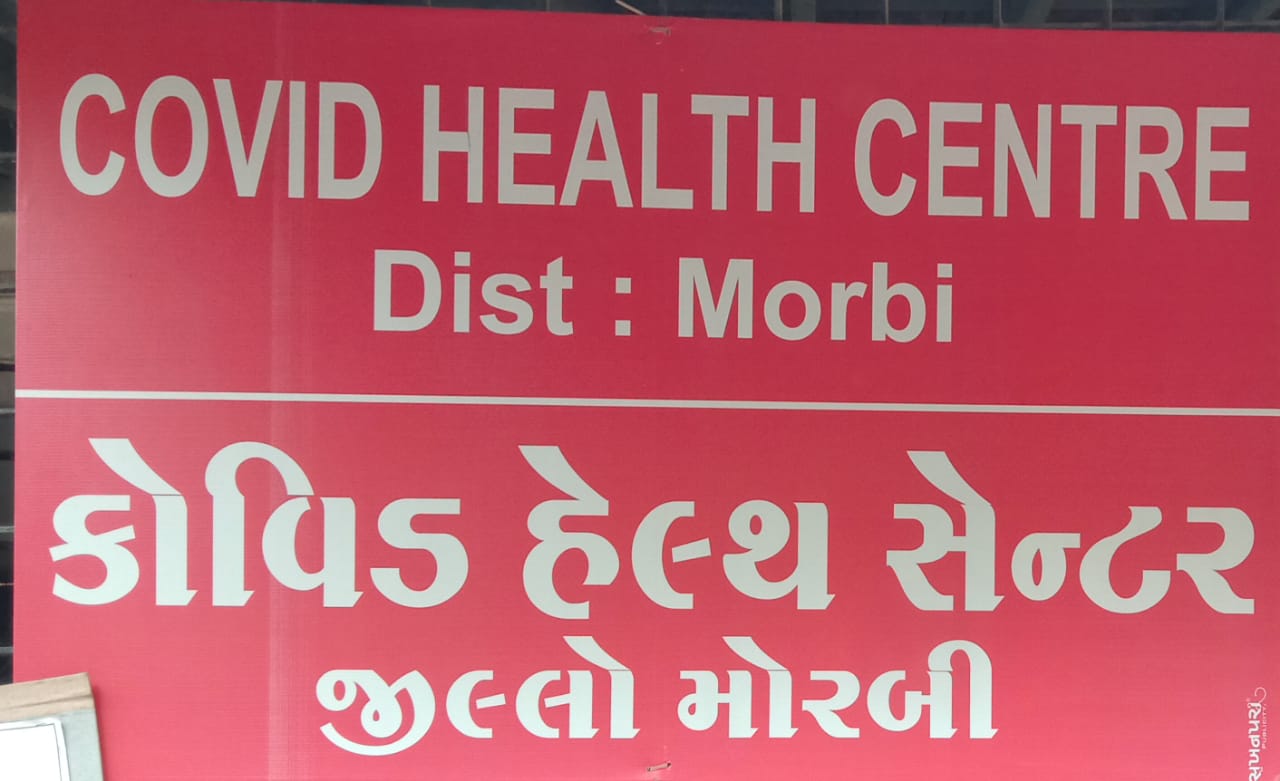 COVID HEALTH CENTRE
Dist : Morbi
કોવિડ હેલ્થ સેન્ટર
જીલ્લો મોરબી